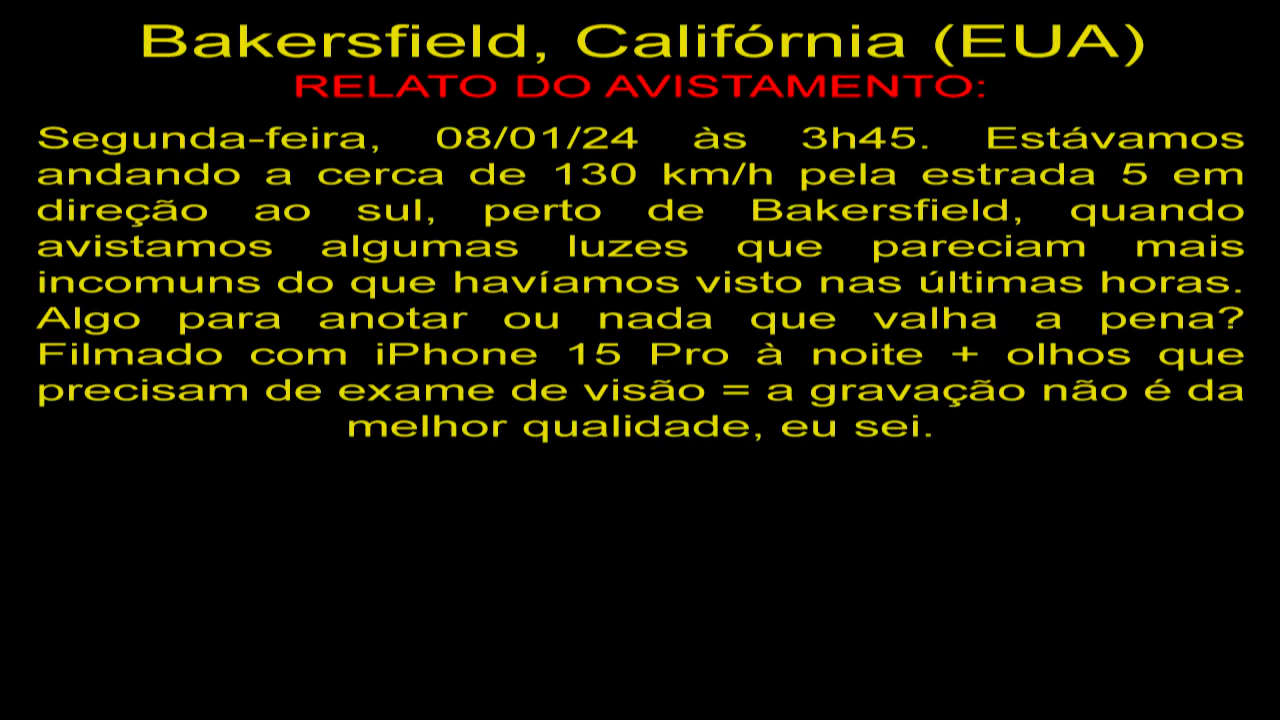 Bakersfield, Califórnia (EUA)
RELATO DO AVISTAMENTO:
Segunda-feira, 08/01/24 às 3h45. Estávamos
andando a cerca de 130 km/h pela estrada 5 em
direção ao sul, perto de Bakersfield, quando
avistamos algumas luzes que pareciam mais
incomuns do que havíamos visto nas últimas horas.
Algo para anotar ou nada que valha a pena?
Filmado com iPhone 15 Pro à noite + olhos que
precisam de exame de visão = a gravação não é da
melhor qualidade, eu sei.